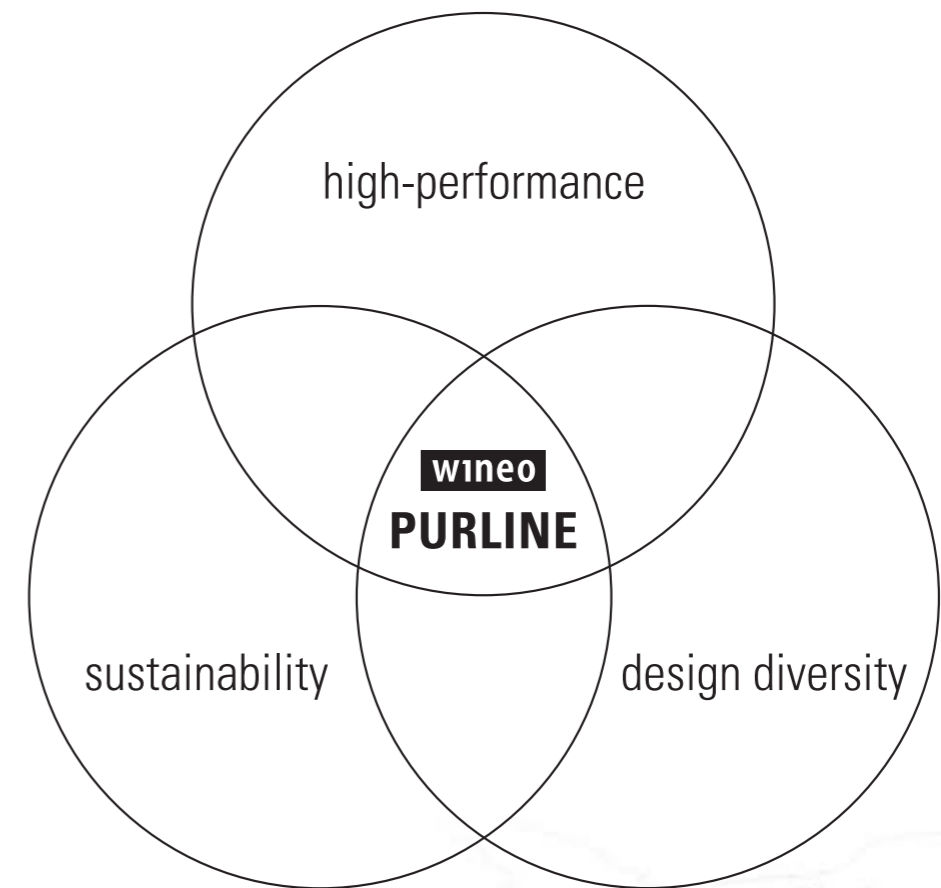 high-performance
wineo
PURLINE
sustainability
design diversity